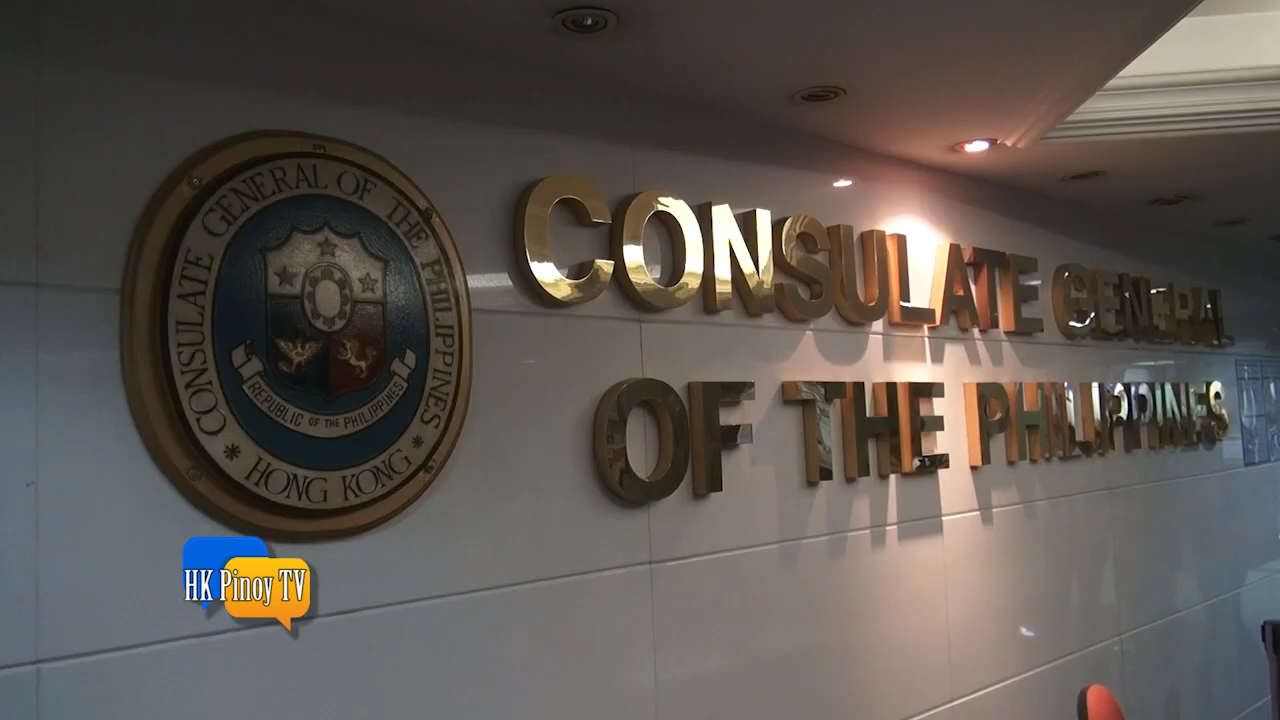 CONSULATE GENERAL OF THE PHILIPPINES
REPUBLIC OF THE PHILIPPINES
* HONG KONG *
CONSULATE GENERAL
OF THE PHILIPPINES
HK Pinoy TV